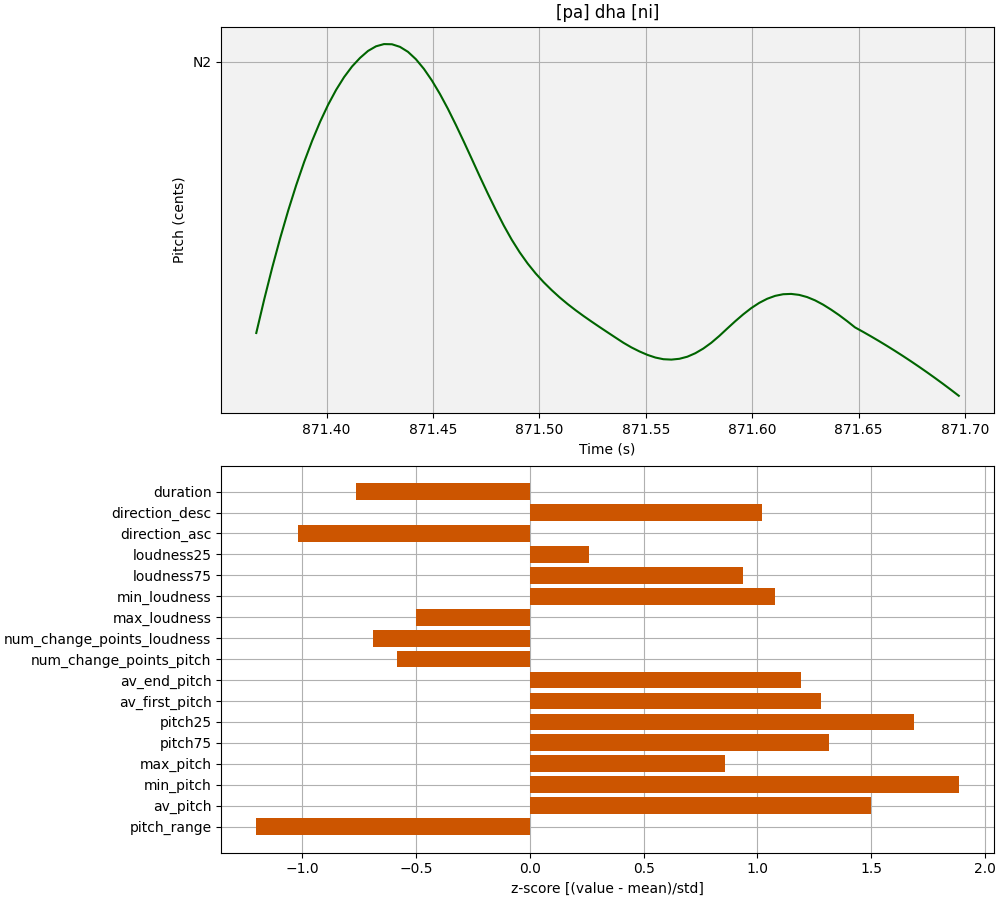 [pa] dha [ni]
N2
Pitch (cents)
871.40 871.45 871.50 871.55 871.60 871.65 871.70
Time (s)
duration
direction_desc
direction_asc
loudness25
loudness75
min_loudness
max_loudness
num_change_points_loudness
num_change_points_pitch
av_end_pitch
av_first_pitch
pitch25
pitch75
max_pitch
min_pitch
av_pitch
pitch_range
−1.0 −0.5 0.0 0.5 1.0 1.5 2.0
z-score [(value - mean)/std]